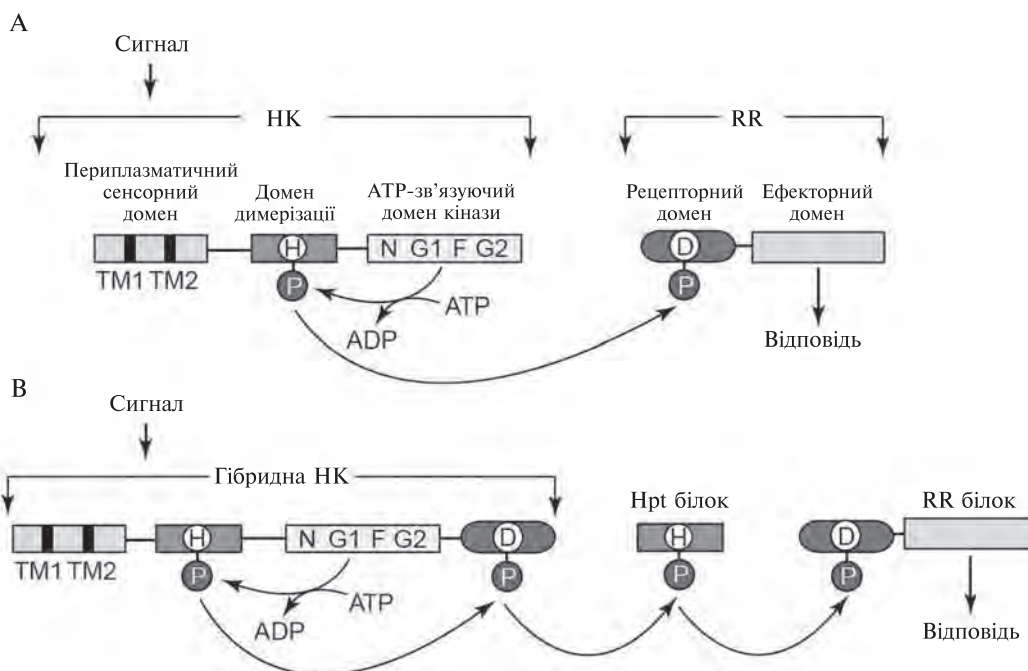 А
Сигнал
НК
RR
Периплазматичний
сенсорний
домен
Домен
димерізації
АТР-зв'язуючий
домен кінази
Рецепторний
домен
Ефекторний
домен
H
N G1 F G2
D
TM1 TM2
P
ATP
ADP
P
Відповідь
В
Сигнал
Гібридна НК
Hpt білок
RR білок
H
N G1 F G2
D
H
D
TM1 TM2
P
ATP
ADP
P
P
P
Відповідь